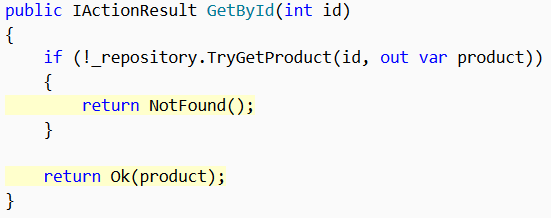 public IActionResult GetById(int id)
{
    if (!_repository.TryGetProduct(id, out var product))
    {
        return NotFound();
    }

    return Ok(product);
}